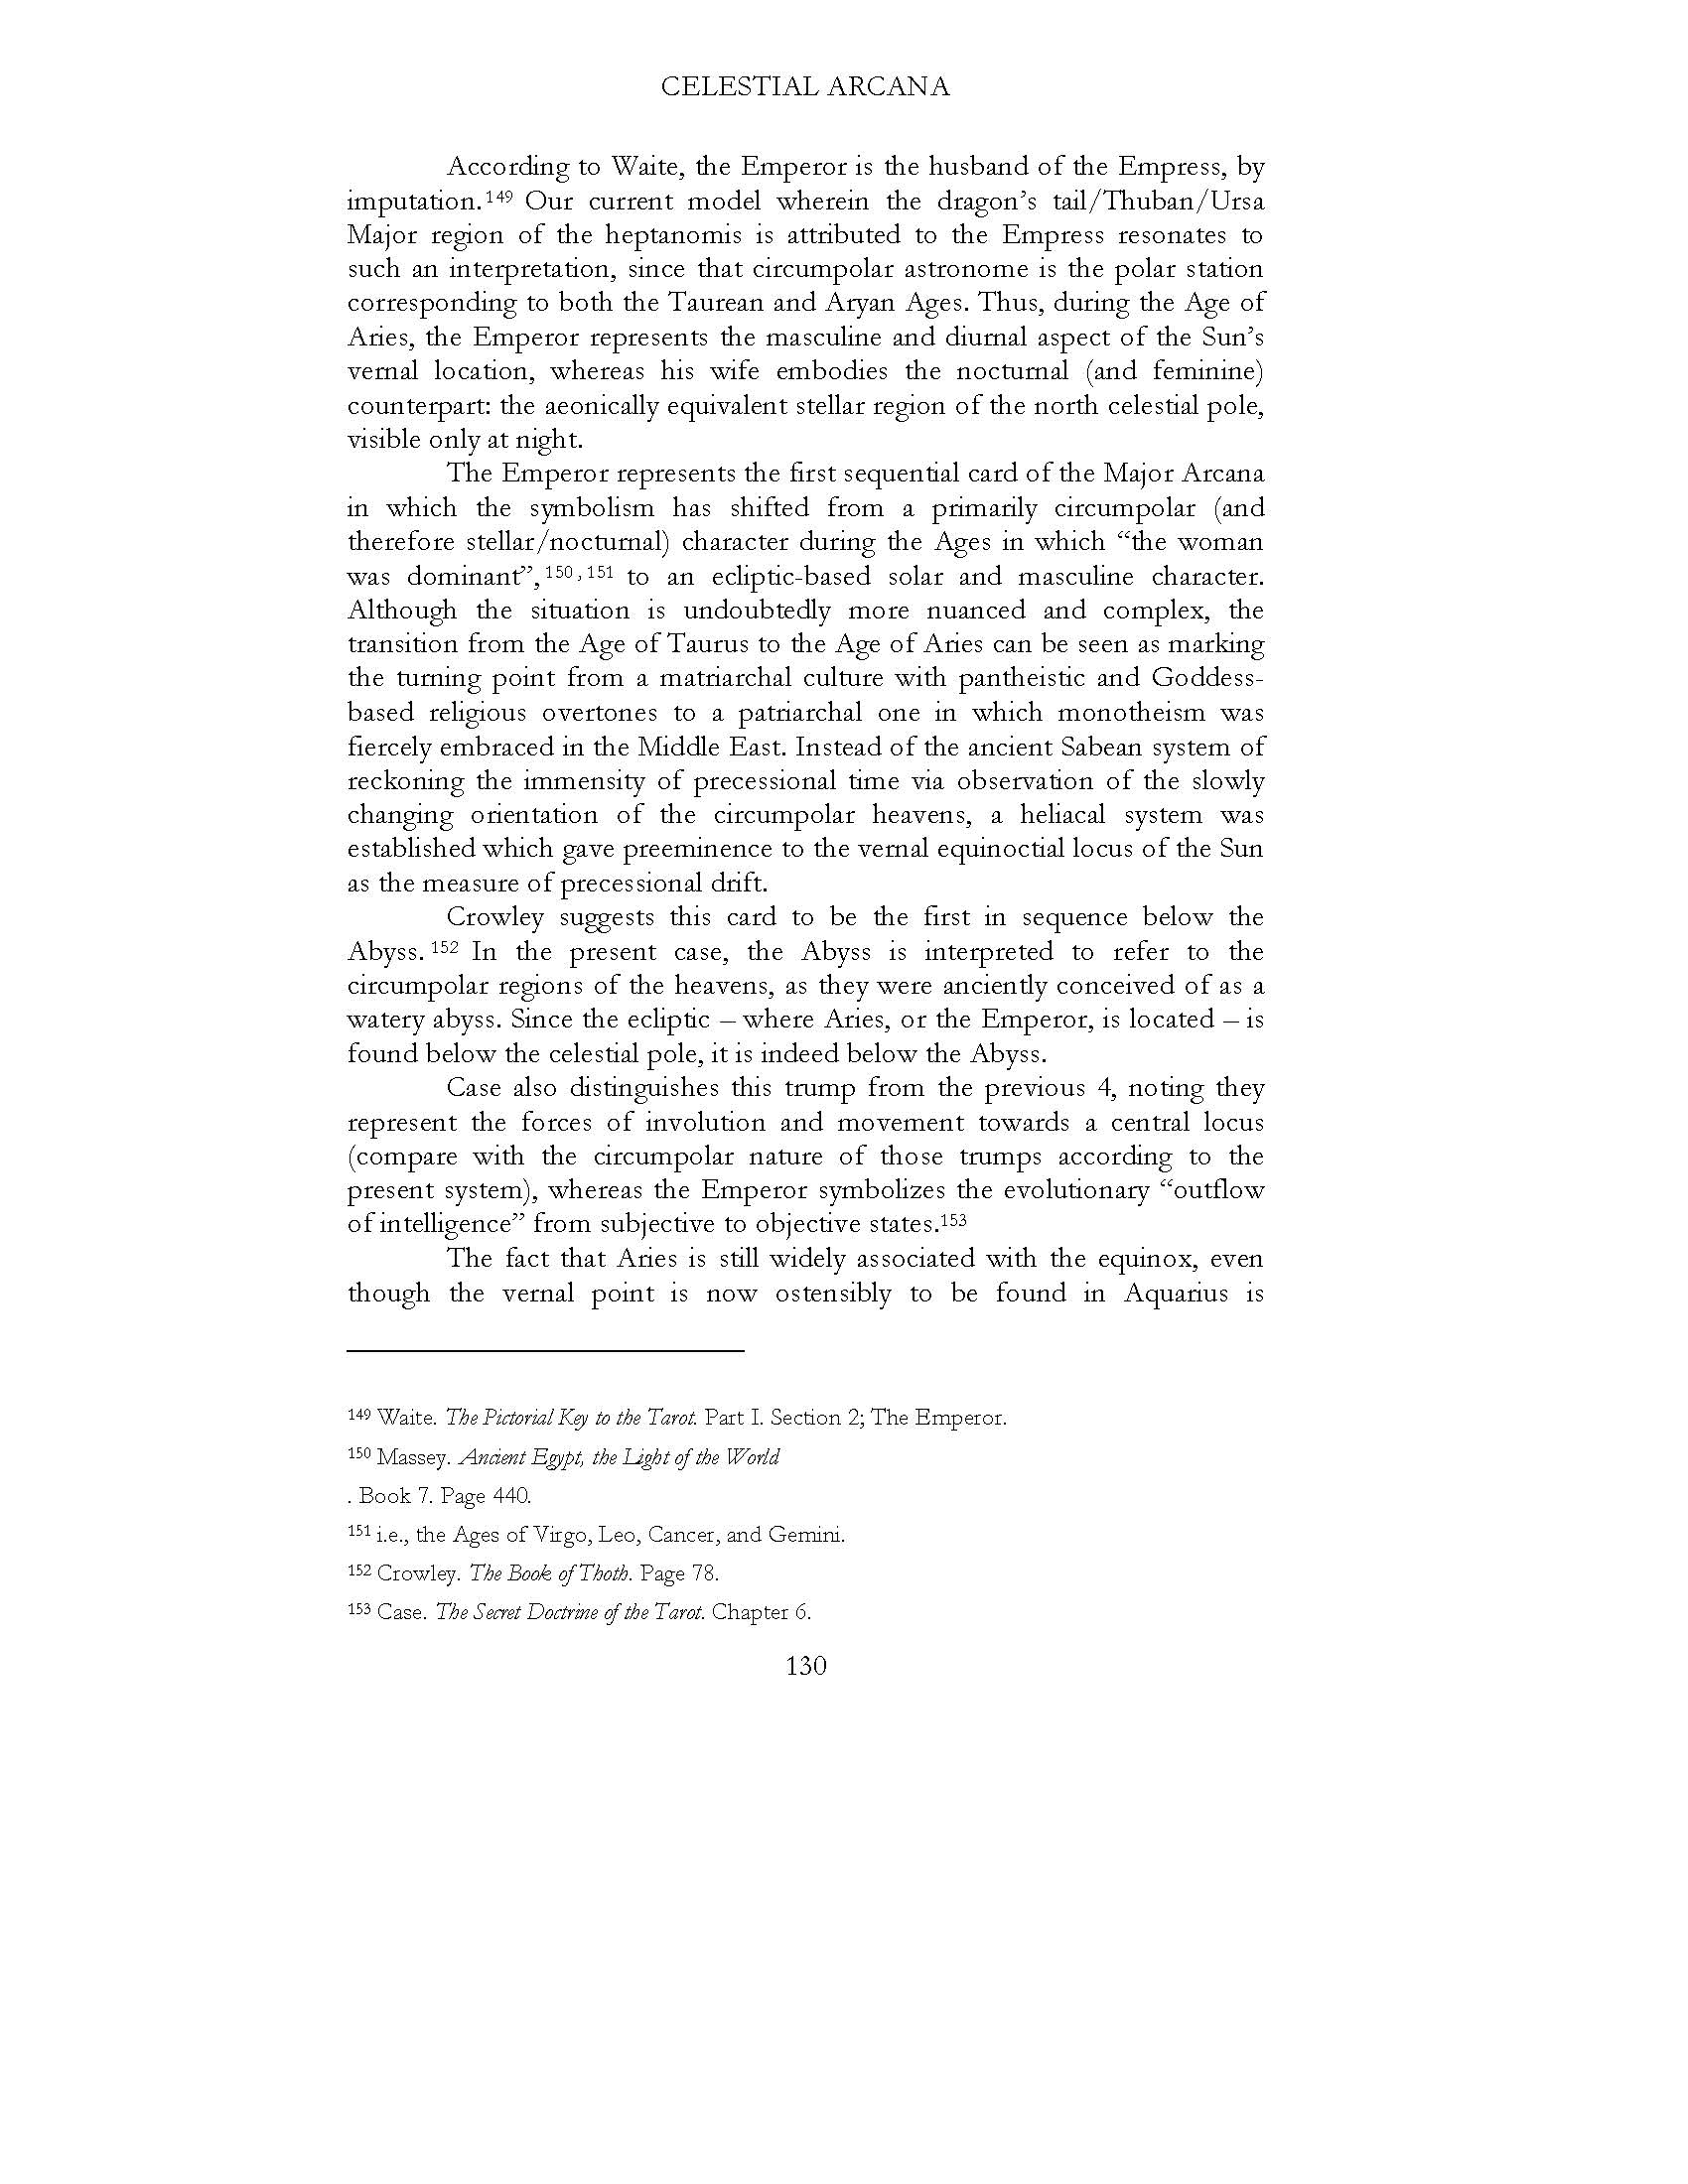 CELESTIAL ARCANA
According to Waite, the Emperor is the husband of the Empress, by
imputation.149 Our current model wherein the dragon's tail/Thuban/Ursa
Major region of the heptanomis is attributed to the Empress resonates to
such an interpretation, since that circumpolar astronome is the polar station
corresponding to both the Taurean and Aryan Ages. Thus, during the Age of
Aries, the Emperor represents the masculine and diurnal aspect of the Sun's
vernal location, whereas his wife embodies the nocturnal (and feminine)
counterpart: the aeonically equivalent stellar region of the north celestial pole,
visible only at night.
The Emperor represents the first sequential card of the Major Arcana
in which the symbolism has shifted from a primarily circumpolar (and
therefore stellar/nocturnal) character during the Ages in which “the woman
was dominant”,150,151 to an ecliptic-based solar and masculine character.
Although the situation is undoubtedly more nuanced and complex, the
transition from the Age of Taurus to the Age of Aries can be seen as marking
the turning point from a matriarchal culture with pantheistic and Goddess-
based religious overtones to a patriarchal one in which monotheism was
fiercely embraced in the Middle East. Instead of the ancient Sabean system of
reckoning the immensity of precessional time via observation of the slowly
changing orientation of the circumpolar heavens, a heliacal system was
established which gave preeminence to the vernal equinoctial locus of the Sun
as the measure of precessional drift.
Crowley suggests this card to be the first in sequence below the
Abyss.152 In the present case, the Abyss is interpreted to refer to the
circumpolar regions of the heavens, as they were anciently conceived of as a
watery abyss. Since the ecliptic – where Aries, or the Emperor, is located – is
found below the celestial pole, it is indeed below the Abyss.
Case also distinguishes this trump from the previous 4, noting they
represent the forces of involution and movement towards a central locus
(compare with the circumpolar nature of those trumps according to the
present system), whereas the Emperor symbolizes the evolutionary “outflow
of intelligence” from subjective to objective states.153
The fact that Aries is still widely associated with the equinox, even
though the vernal point is now ostensibly to be found in Aquarius is
149 Waite. The Pictorial Key to the Tarot. Part I. Section 2; The Emperor.
150 Massey. Ancient Egypt, the Light of the World
. Book 7. Page 440.
151 i.e., the Ages of Virgo, Leo, Cancer, and Gemini.
152 Crowley. The Book of Thoth. Page 78.
153 Case. The Secret Doctrine of the Tarot. Chapter 6.
130